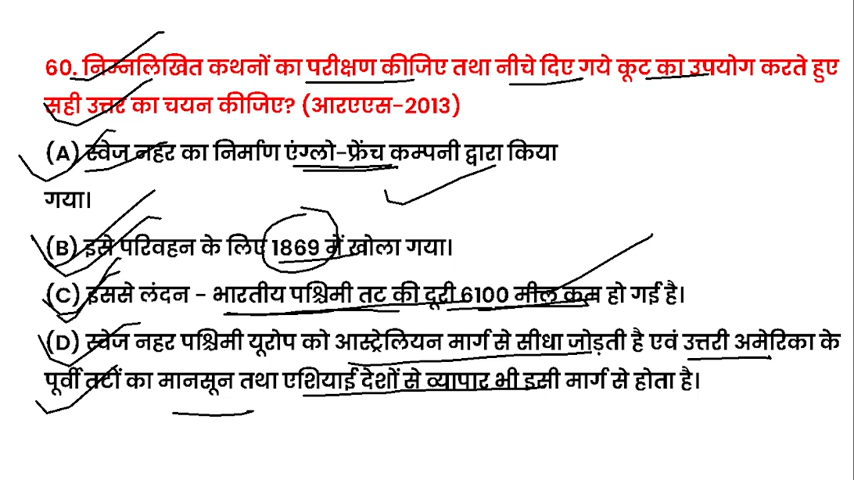 60. निम्नलिखित कथनों का परीक्षण कीजिए तथा नीचे दिए गये कूट का उपयोग करते हुए
सही उत्तर का चयन कीजिए? (आरएएस-2013)
(A) स्वेज नहर का निर्माण एंग्लो-फ्रेंच कम्पनी द्वारा किया
गया।
(B) इसे परिवहन के लिए 1869 में खोला गया।
(C) इससे लंदन - भारतीय पश्चिमी तट की दूरी 6100 मील कम हो गई है।
(D) स्वेज नहर पश्चिमी यूरोप को आस्ट्रेलियन मार्ग से सीधा जोड़ती है एवं उत्तरी अमेरिका के
पूर्वी तटों का मानसून तथा एशियाई देशों से व्यापार भी इसी मार्ग से होता है।